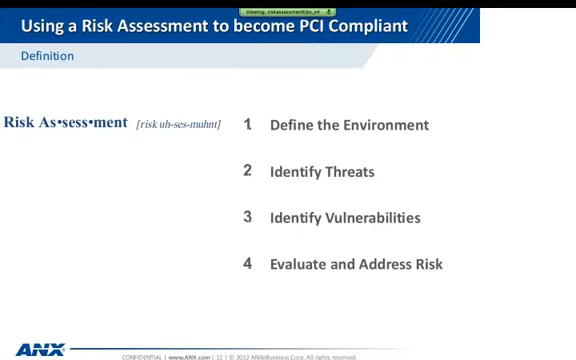 Viewing: riskassessmenttips_v4
Using a Risk Assessment to become PCI Compliant
Definition
Risk As•sess•ment [risk uh-ses-muhnt]
1 Define the Environment
2 Identify Threats
3 Identify Vulnerabilities
4 Evaluate and Address Risk
ANX
CONFIDENTIAL | www.ANX.com | 12 | © 2012 ANXeBusiness Corp. All rights reserved.